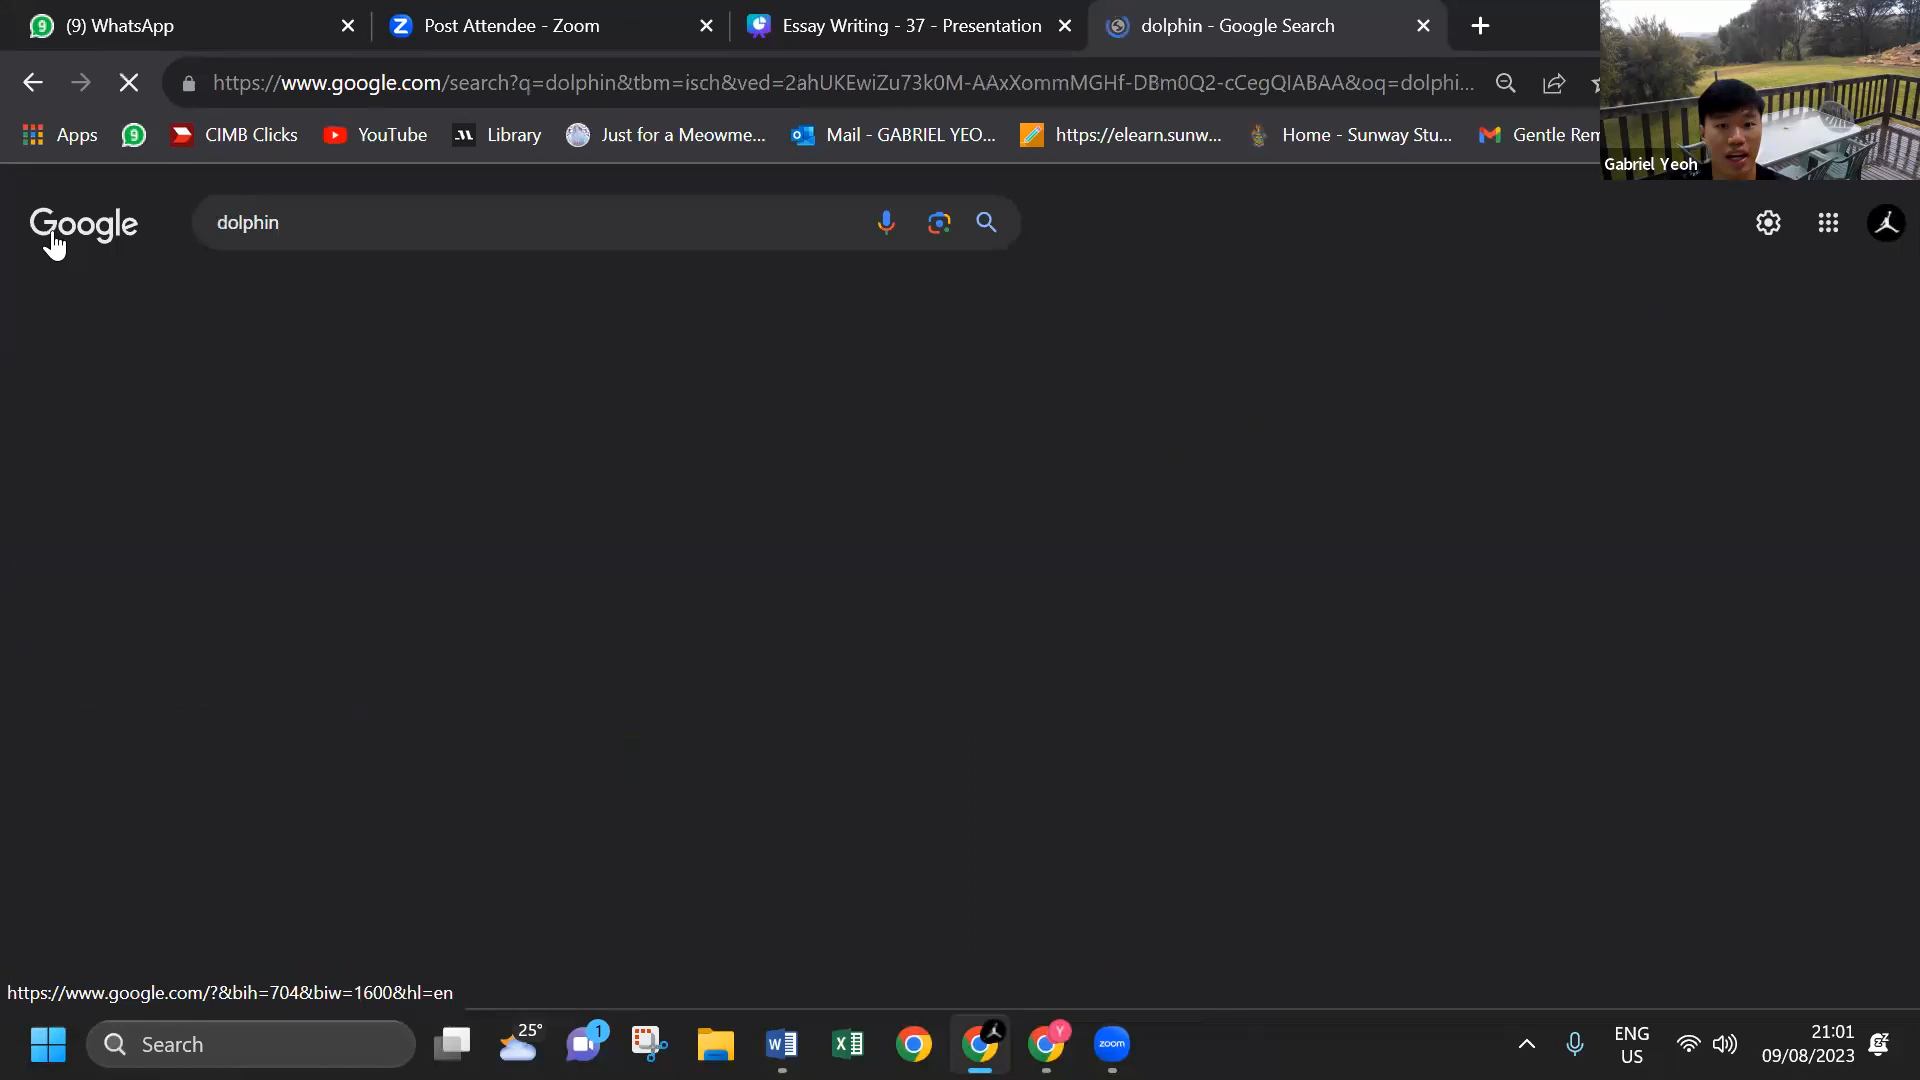 (9) WhatsApp
Post Attendee - Zoom
Essay Writing - 37 - Presentation
dolphin - Google Search
https://www.google.com/search?q=dolphin&tbm=isch&ved=2ahUKEwiZu73k0M-AAxXommMGHf-DBm0Q2-cCegQIABAA&oq=dolphi...
9
Apps
CIMB Clicks
YouTube
Library
Just for a Meowme...
Mail - GABRIEL YEO...
https://elearn.sunw...
Home - Sunway Stu...
Gentle Rem
Gabriel Yeoh
Google
dolphin
https://www.google.com/?&bih=704&biw=1600&hl=en
Search
25°
1
Y
zoom
ENG
US
21:01
09/08/2023